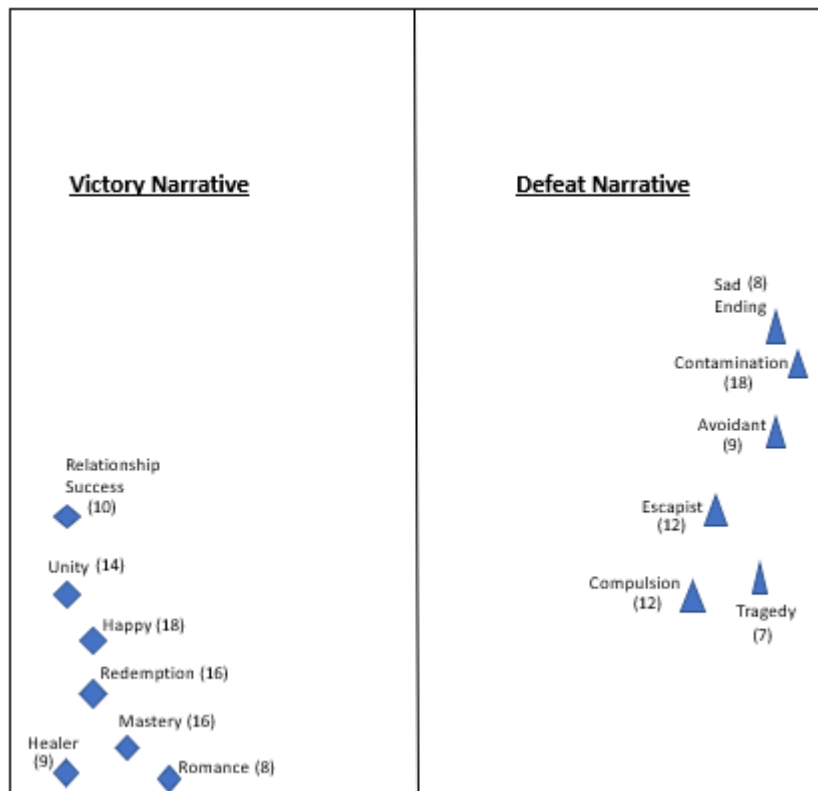 Victory Narrative
Relationship
Success
(10)
Unity (14)
Happy (18)
Redemption (16)
Mastery (16)
Healer
(9)
Romance (8)
Defeat Narrative
Sad (8)
Ending
Contamination
(18)
Avoidant
(9)
Escapist
(12)
Compulsion
(12)
Tragedy
(7)